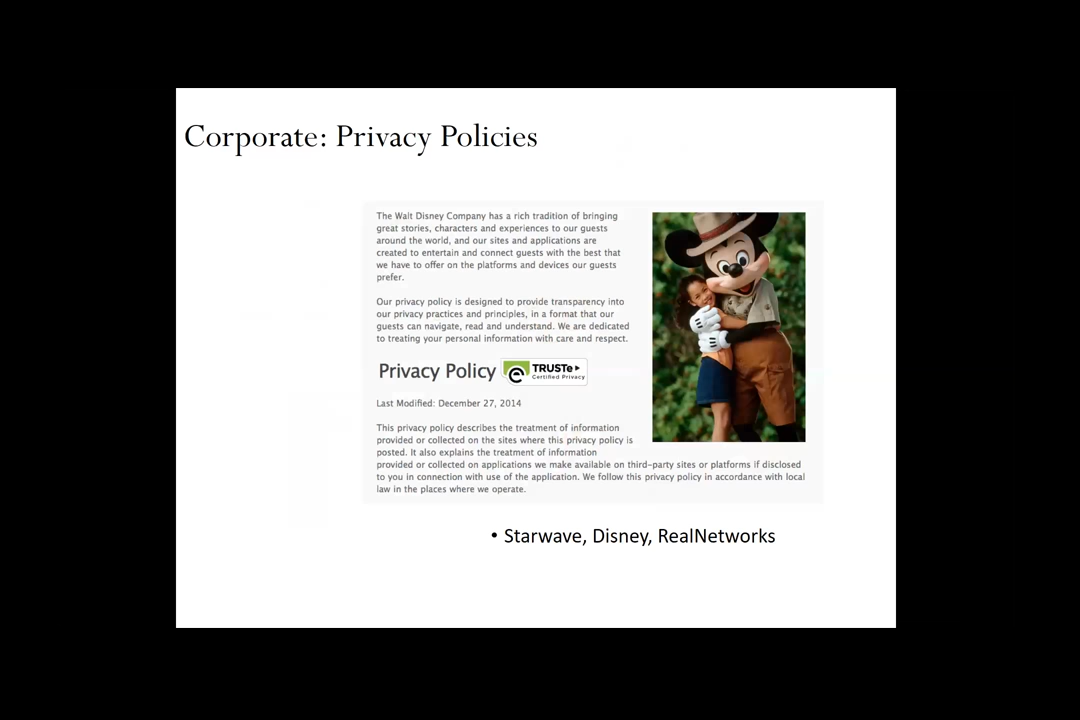 Corporate: Privacy Policies
The Walt Disney Company has a rich tradition of bringing
great stories, characters and experiences to our guests
around the world, and our sites and applications are
created to entertain and connect guests with the best that
we have to offer on the platforms and devices our guests
prefer.
Our privacy policy is designed to provide transparency into
our privacy practices and principles, in a format that our
guests can navigate, read and understand. We are dedicated
to treating your personal information with care and respect.
Privacy Policy
TRUSTe
Certified Privacy
Last Modified: December 27, 2014
This privacy policy describes the treatment of information
provided or collected on the sites where this privacy policy is
posted. It also explains the treatment of information
provided or collected on applications we make available on third-party sites or platforms if disclosed
to you in connection with use of the application. We follow this privacy policy in accordance with local
law in the places where we operate.
• Starwave, Disney, RealNetworks